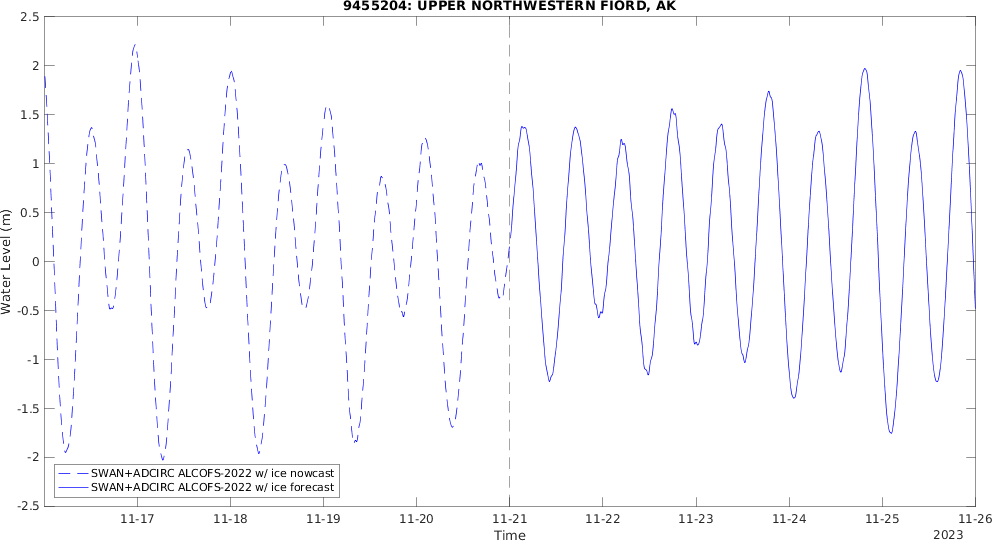 9455204: UPPER NORTHWESTERN FIORD, AK
2.5
2
1.5
1
0.5
0
-0.5
-1
-1.5
-2
-2.5
Water Level (m)
SWAN+ADCIRC ALCOFS-2022 w/ ice nowcast
SWAN+ADCIRC ALCOFS-2022 w/ ice forecast
11-17 11-18 11-19 11-20 11-21 11-22 11-23 11-24 11-25 11-26
Time
2023